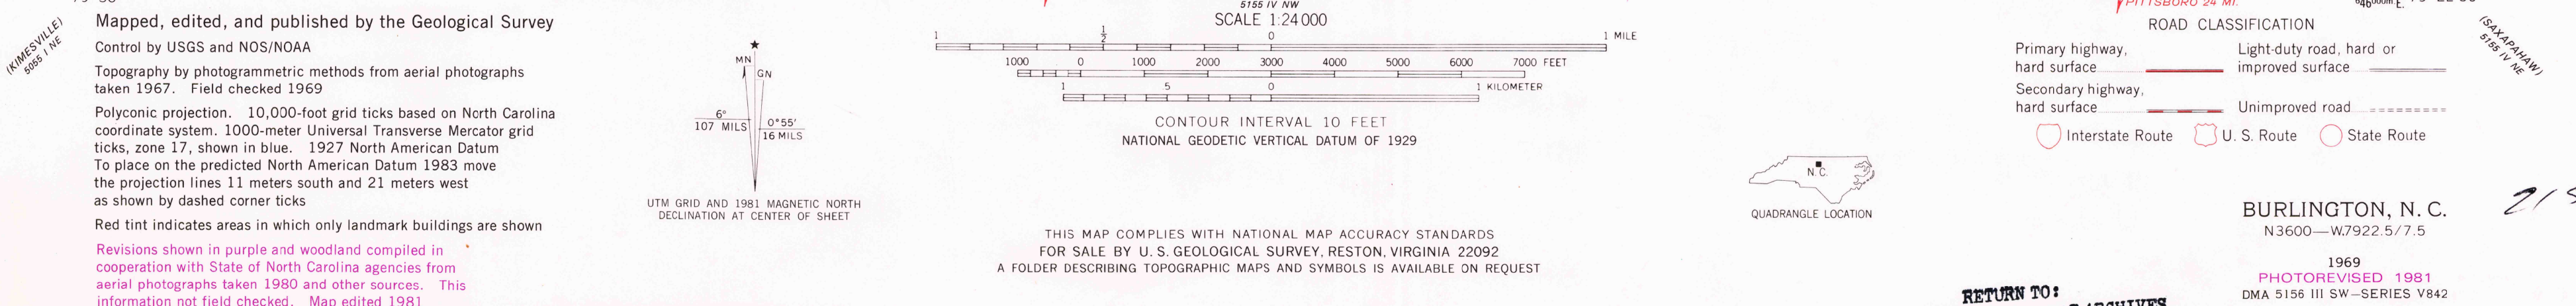 (KIMESVILLE)
5055 I NE
Mapped, edited, and published by the Geological Survey
Control by USGS and NOS/NOAA
Topography by photogrammetric methods from aerial photographs
taken 1967. Field checked 1969
Polyconic projection. 10,000-foot grid ticks based on North Carolina
coordinate system. 1000-meter Universal Transverse Mercator grid
ticks, zone 17, shown in blue. 1927 North American Datum
To place on the predicted North American Datum 1983 move
the projection lines 11 meters south and 21 meters west
as shown by dashed corner ticks
Red tint indicates areas in which only landmark buildings are shown
Revisions shown in purple and woodland compiled in
cooperation with State of North Carolina agencies from
aerial photographs taken 1980 and other sources. This
information not field checked. Map edited 1981
MN
GN
6°
107 MILS
0°55′
16 MILS
UTM GRID AND 1981 MAGNETIC NORTH
DECLINATION AT CENTER OF SHEET
5155 IV NW
SCALE 1:24 000
1 ½ 0 1 MILE
1000 0 1000 2000 3000 4000 5000 6000 7000 FEET
1 5 0 1 KILOMETER
CONTOUR INTERVAL 10 FEET
NATIONAL GEODETIC VERTICAL DATUM OF 1929
THIS MAP COMPLIES WITH NATIONAL MAP ACCURACY STANDARDS
FOR SALE BY U. S. GEOLOGICAL SURVEY, RESTON, VIRGINIA 22092
A FOLDER DESCRIBING TOPOGRAPHIC MAPS AND SYMBOLS IS AVAILABLE ON REQUEST
N. C.
QUADRANGLE LOCATION
PITTSBORO 24 MI.
ROAD CLASSIFICATION
Primary highway,
hard surface
Light-duty road, hard or
improved surface
Secondary highway,
hard surface
Unimproved road
Interstate Route
U. S. Route
State Route
(SAXAPAHAW)
5155 IV NE
BURLINGTON, N. C.
N3600—W7922.5/7.5
1969
PHOTOREVISED 1981
DMA 5156 III SW—SERIES V842
RETURN TO: